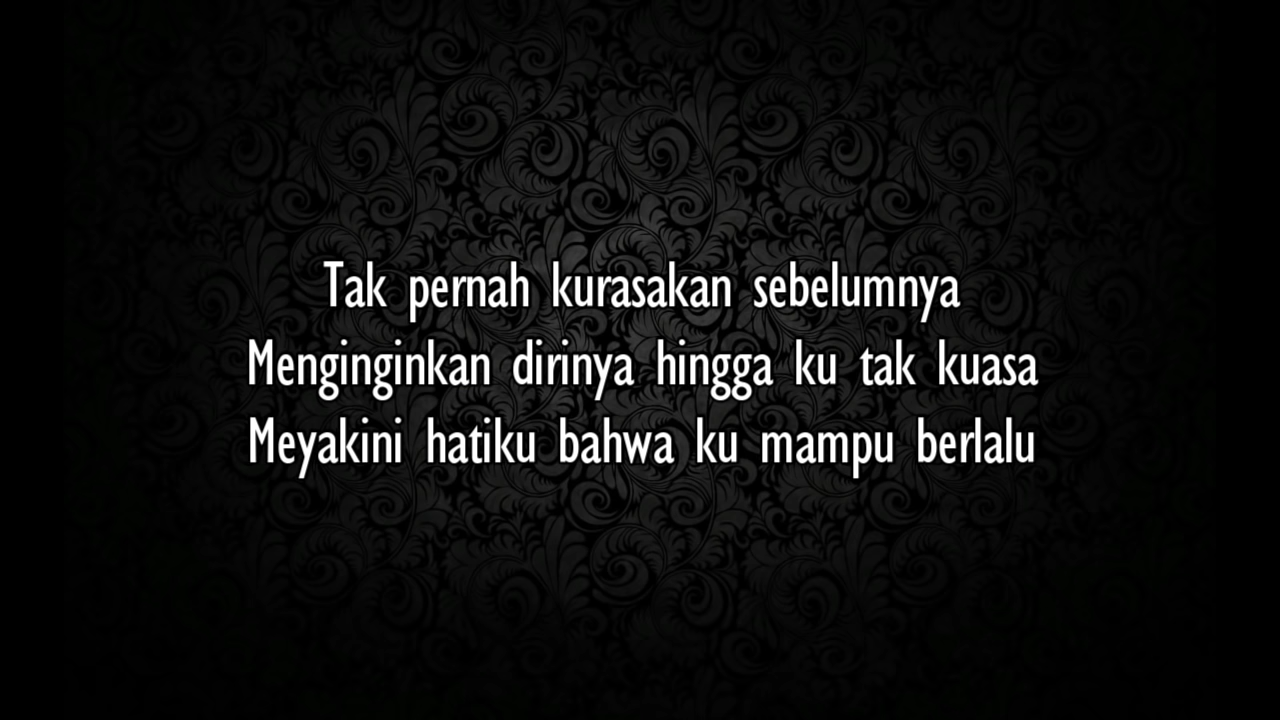 Tak pernah kurasakan sebelumnya
Menginginkan dirinya hingga ku tak kuasa
Meyakini hatiku bahwa ku mampu berlalu